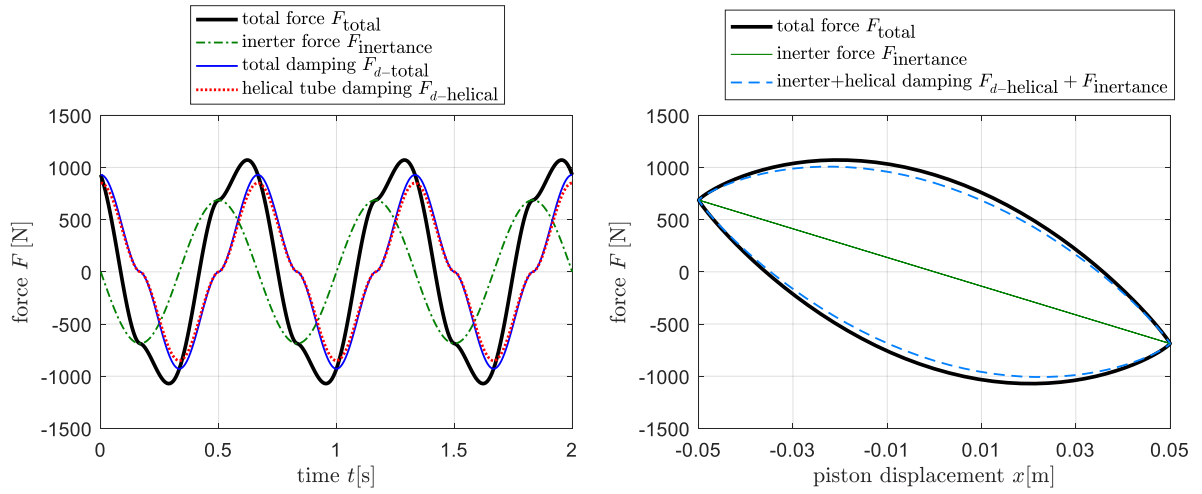 total force F_total
inerter force F_inertance
total damping F_d−total
helical tube damping F_d−helical
1500
1000
500
0
-500
-1000
-1500
0
0.5
1
1.5
2
force F [N]
time t[s]
total force F_total
inerter force F_inertance
inerter+helical damping F_d−helical + F_inertance
1500
1000
500
0
-500
-1000
-1500
-0.05
-0.03
-0.01
0.01
0.03
0.05
force F [N]
piston displacement x[m]